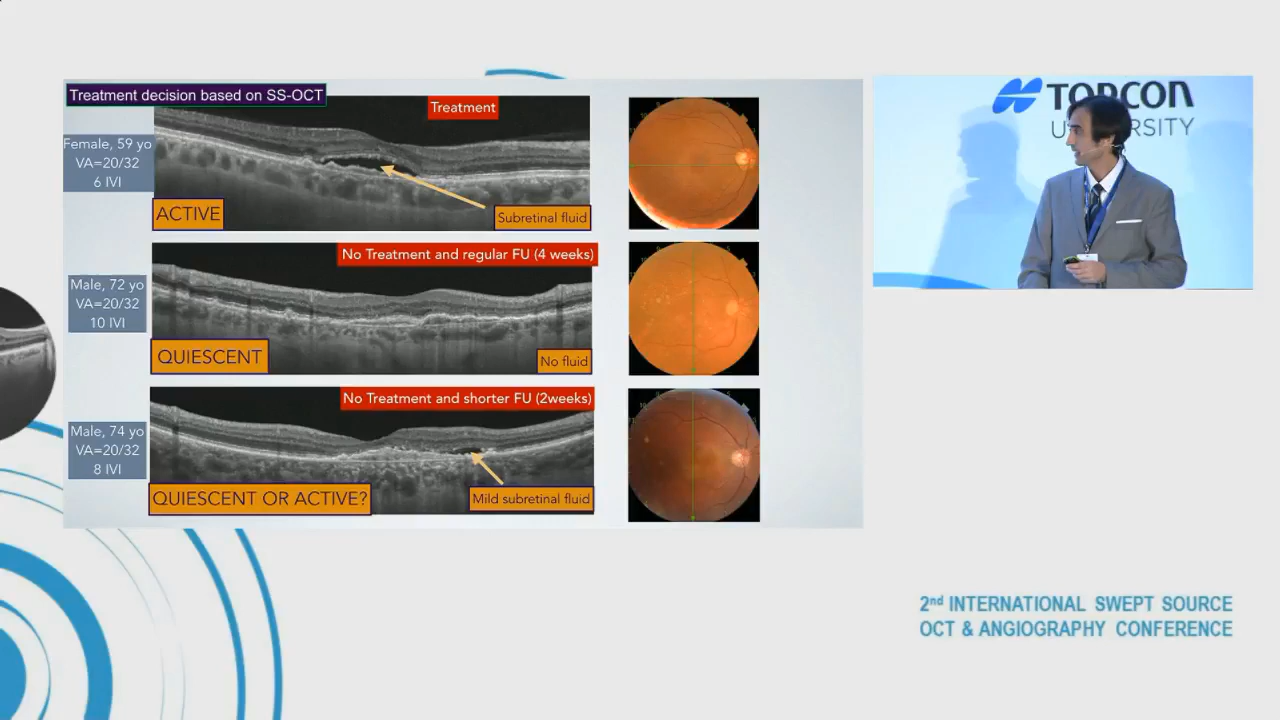 Treatment decision based on SS-OCT
Treatment
Female, 59 yo
VA=20/32
6 IVI
ACTIVE
Subretinal fluid
No Treatment and regular FU (4 weeks)
Male, 72 yo
VA=20/32
10 IVI
QUIESCENT
No fluid
No Treatment and shorter FU (2weeks)
Male, 74 yo
VA=20/32
8 IVI
QUIESCENT OR ACTIVE?
Mild subretinal fluid
TOPCON
2nd INTERNATIONAL SWEPT SOURCE
OCT & ANGIOGRAPHY CONFERENCE